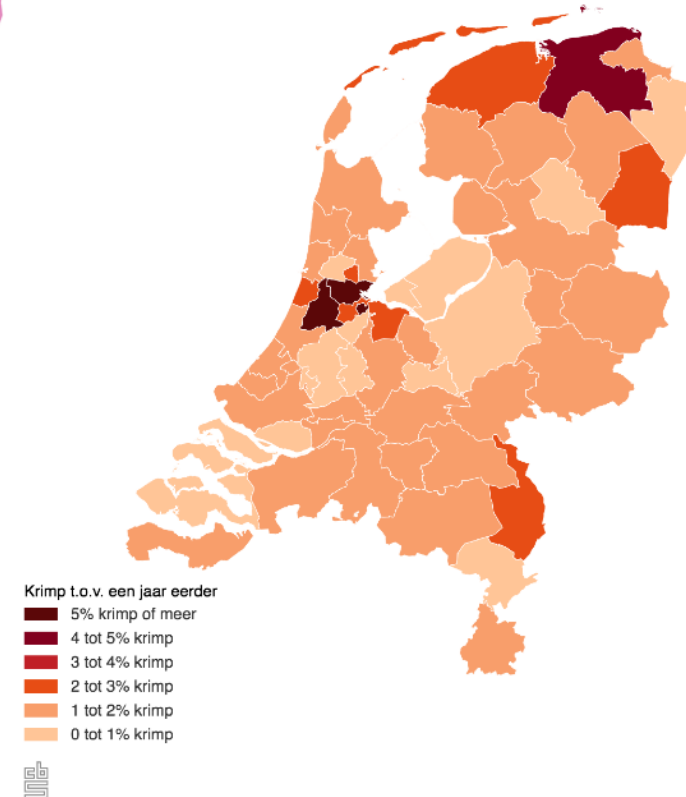 Krimp t.o.v. een jaar eerder
5% krimp of meer
4 tot 5% krimp
3 tot 4% krimp
2 tot 3% krimp
1 tot 2% krimp
0 tot 1% krimp
cbs